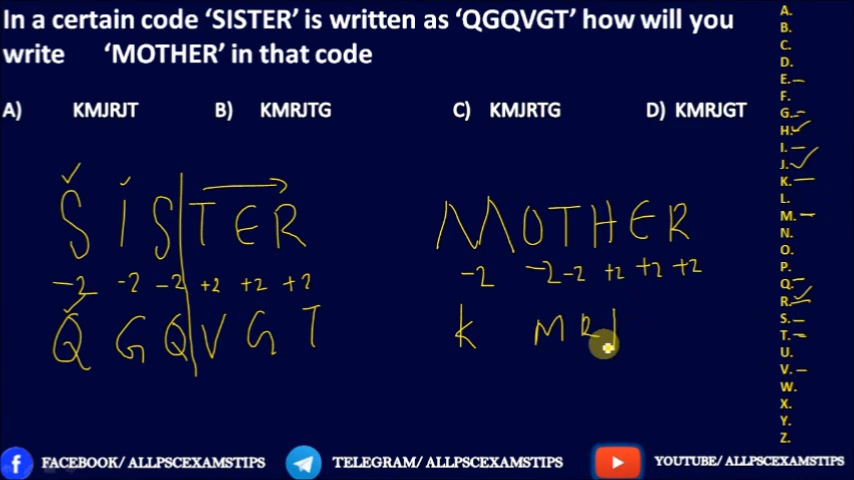 In a certain code ‘SISTER’ is written as ‘QGQVGT’ how will you
write ‘MOTHER’ in that code
A) KMJRJT B) KMRJTG C) KMJRTG D) KMRJGT
SISTER MOTHER
-2 -2 -2 +2 +2 +2 -2 -2 -2 +2 +2 +2
QGQVGT K M R
A.
B.
C.
D.
E.
F.
G.
H.
I.
J.
K.
L.
M.
N.
O.
P.
Q.
R.
S.
T.
U.
V.
W.
X.
Y.
Z.
FACEBOOK/ ALLPSCEXAMSTIPS TELEGRAM/ ALLPSCEXAMSTIPS YOUTUBE/ ALLPSCEXAMSTIPS